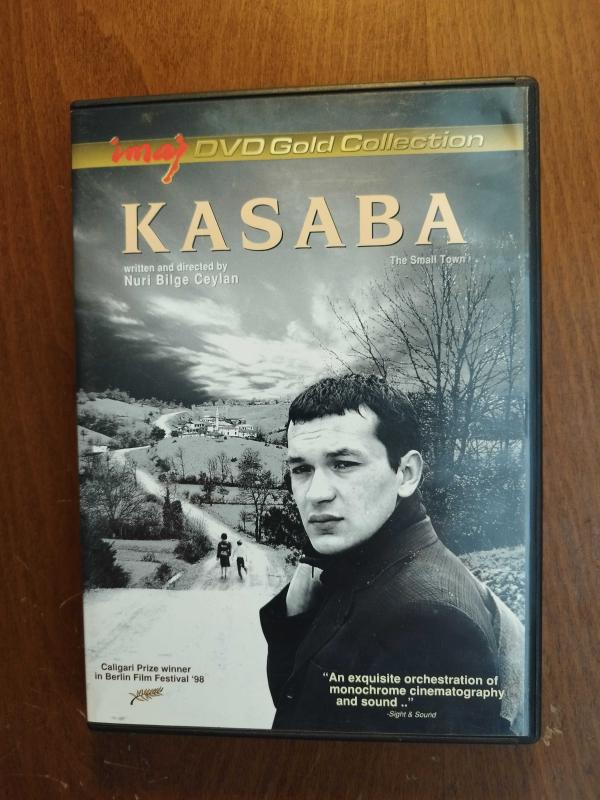 imaj DVD Gold Collection
KASABA
The Small Town
written and directed by
Nuri Bilge Ceylan
Caligari Prize winner
in Berlin Film Festival '98
"An exquisite orchestration of
monochrome cinematography
and sound .."
-Sight & Sound